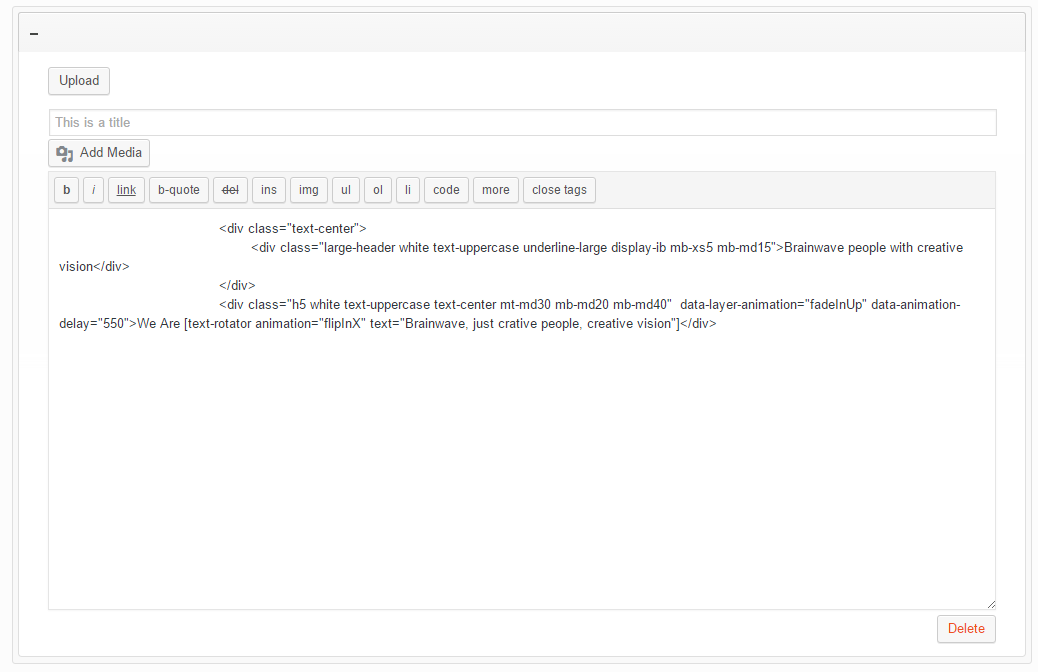 –
Upload
This is a title
Add Media
b i link b-quote del ins img ul ol li code more close tags
<div class="text-center">
<div class="large-header white text-uppercase underline-large display-ib mb-xs5 mb-md15">Brainwave people with creative
vision</div>
</div>
<div class="h5 white text-uppercase text-center mt-md30 mb-md20 mb-md40"  data-layer-animation="fadeInUp" data-animation-
delay="550">We Are [text-rotator animation="flipInX" text="Brainwave, just crative people, creative vision"]</div>
Delete